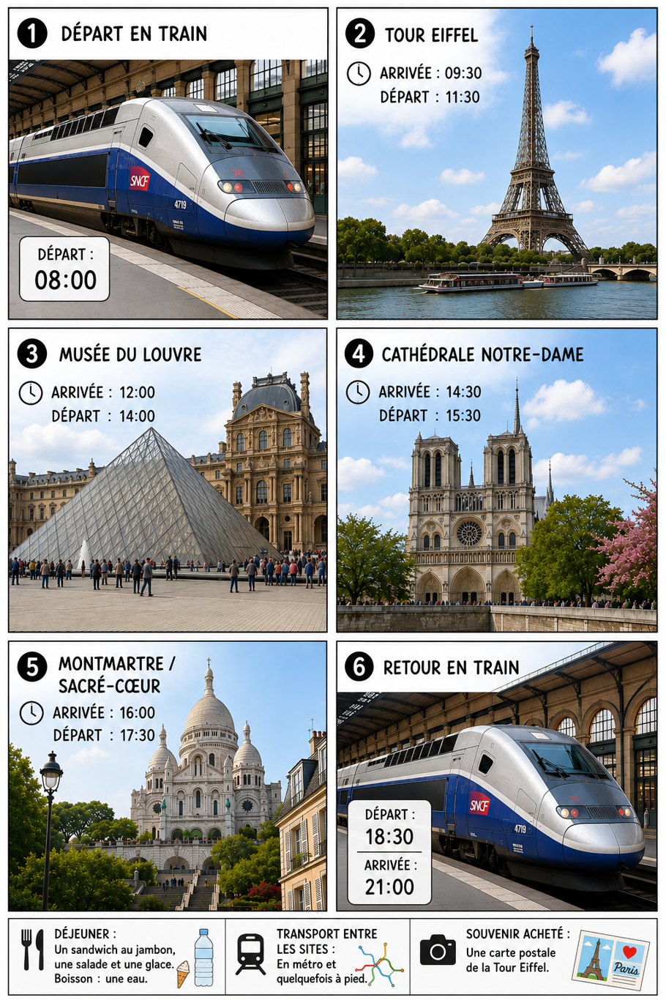 1 DÉPART EN TRAIN
SNCF
4719
DÉPART :
08:00
2 TOUR EIFFEL
ARRIVÉE : 09:30
DÉPART : 11:30
3 MUSÉE DU LOUVRE
ARRIVÉE : 12:00
DÉPART : 14:00
4 CATHÉDRALE NOTRE-DAME
ARRIVÉE : 14:30
DÉPART : 15:30
5 MONTMARTRE /
SACRÉ-CŒUR
ARRIVÉE : 16:00
DÉPART : 17:30
6 RETOUR EN TRAIN
SNCF
4719
DÉPART :
18:30
ARRIVÉE :
21:00
DÉJEUNER :
Un sandwich au jambon,
une salade et une glace.
Boisson : une eau.
TRANSPORT ENTRE
LES SITES :
En métro et
quelquefois à pied.
SOUVENIR ACHETÉ :
Une carte postale
de la Tour Eiffel.
Paris